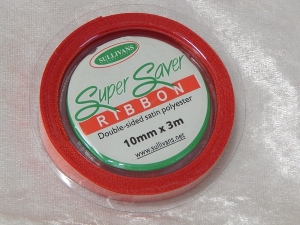 SULLIVANS
Super Saver
RIBBON
Double-sided satin polyester
10mm x 3m
www.sullivans.net